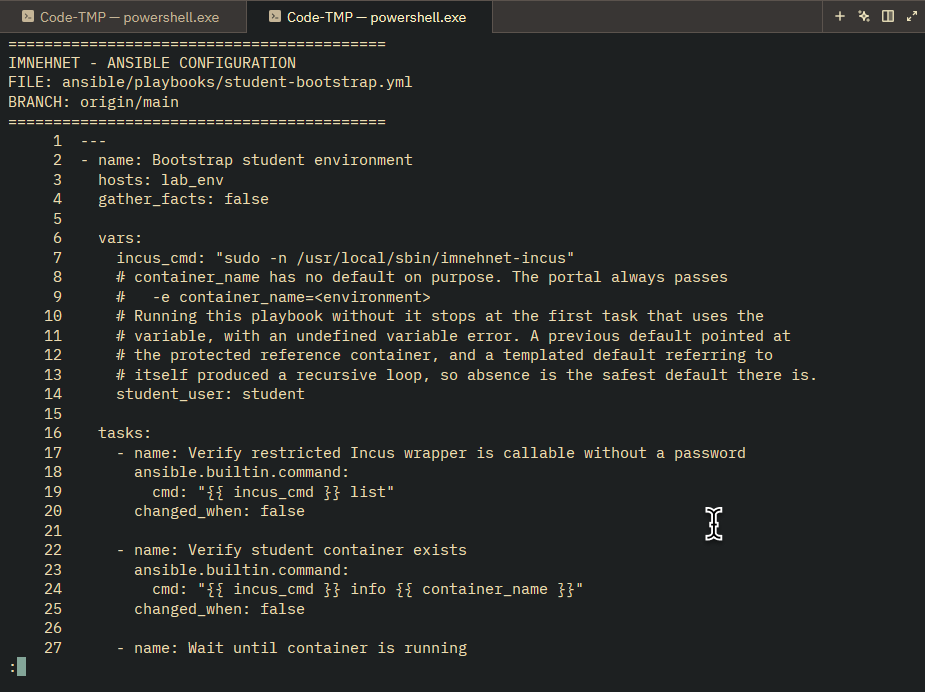 Code-TMP — powershell.exe
Code-TMP — powershell.exe
==========================================
IMNEHNET - ANSIBLE CONFIGURATION
FILE: ansible/playbooks/student-bootstrap.yml
BRANCH: origin/main
==========================================
1 ---
2 - name: Bootstrap student environment
3   hosts: lab_env
4   gather_facts: false
5
6   vars:
7     incus_cmd: "sudo -n /usr/local/sbin/imnehnet-incus"
8     # container_name has no default on purpose. The portal always passes
9     #   -e container_name=<environment>
10     # Running this playbook without it stops at the first task that uses the
11     # variable, with an undefined variable error. A previous default pointed at
12     # the protected reference container, and a templated default referring to
13     # itself produced a recursive loop, so absence is the safest default there is.
14     student_user: student
15
16   tasks:
17     - name: Verify restricted Incus wrapper is callable without a password
18       ansible.builtin.command:
19         cmd: "{{ incus_cmd }} list"
20       changed_when: false
21
22     - name: Verify student container exists
23       ansible.builtin.command:
24         cmd: "{{ incus_cmd }} info {{ container_name }}"
25       changed_when: false
26
27     - name: Wait until container is running
: